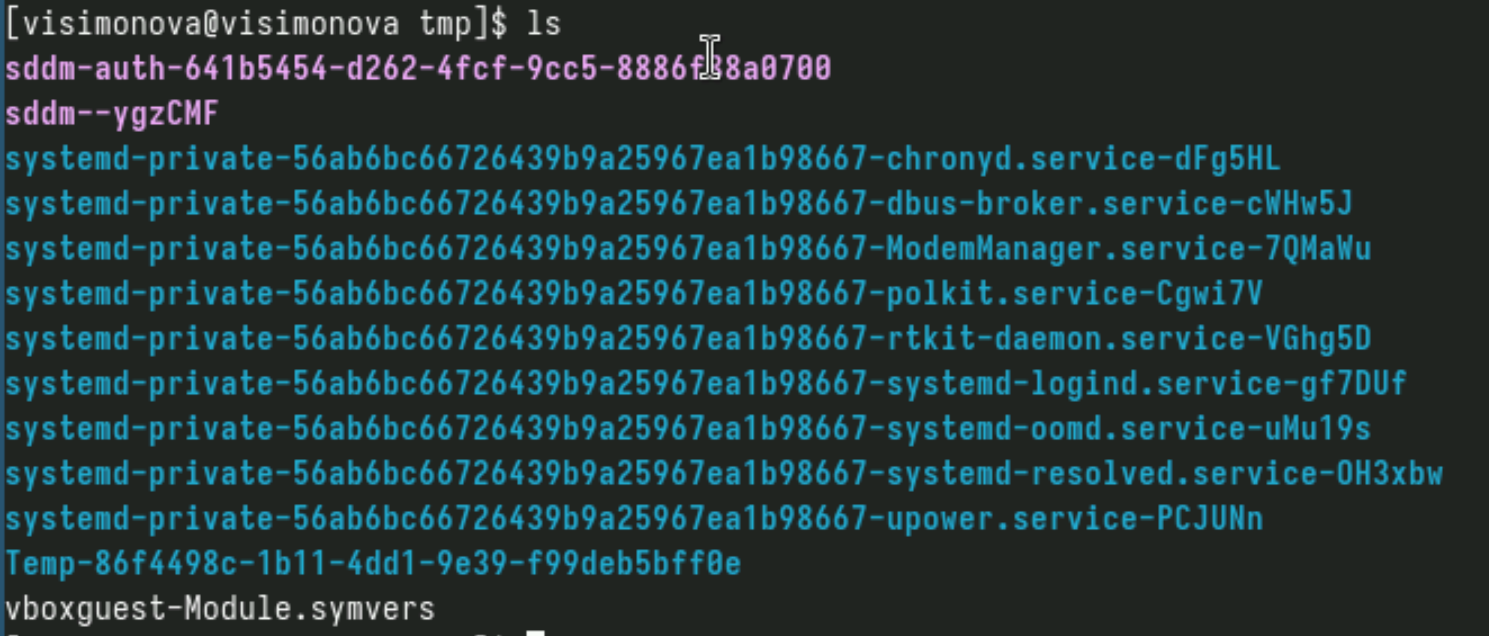 [visimonova@visimonova tmp]$ ls
sddm-auth-641b5454-d262-4fcf-9cc5-8886f38a0700
sddm--ygzCMF
systemd-private-56ab6bc66726439b9a25967ea1b98667-chronyd.service-dFg5HL
systemd-private-56ab6bc66726439b9a25967ea1b98667-dbus-broker.service-cWHw5J
systemd-private-56ab6bc66726439b9a25967ea1b98667-ModemManager.service-7QMaWu
systemd-private-56ab6bc66726439b9a25967ea1b98667-polkit.service-Cgwi7V
systemd-private-56ab6bc66726439b9a25967ea1b98667-rtkit-daemon.service-VGhg5D
systemd-private-56ab6bc66726439b9a25967ea1b98667-systemd-logind.service-gf7DUf
systemd-private-56ab6bc66726439b9a25967ea1b98667-systemd-oomd.service-uMu19s
systemd-private-56ab6bc66726439b9a25967ea1b98667-systemd-resolved.service-OH3xbw
systemd-private-56ab6bc66726439b9a25967ea1b98667-upower.service-PCJUNn
Temp-86f4498c-1b11-4dd1-9e39-f99deb5bff0e
vboxguest-Module.symvers